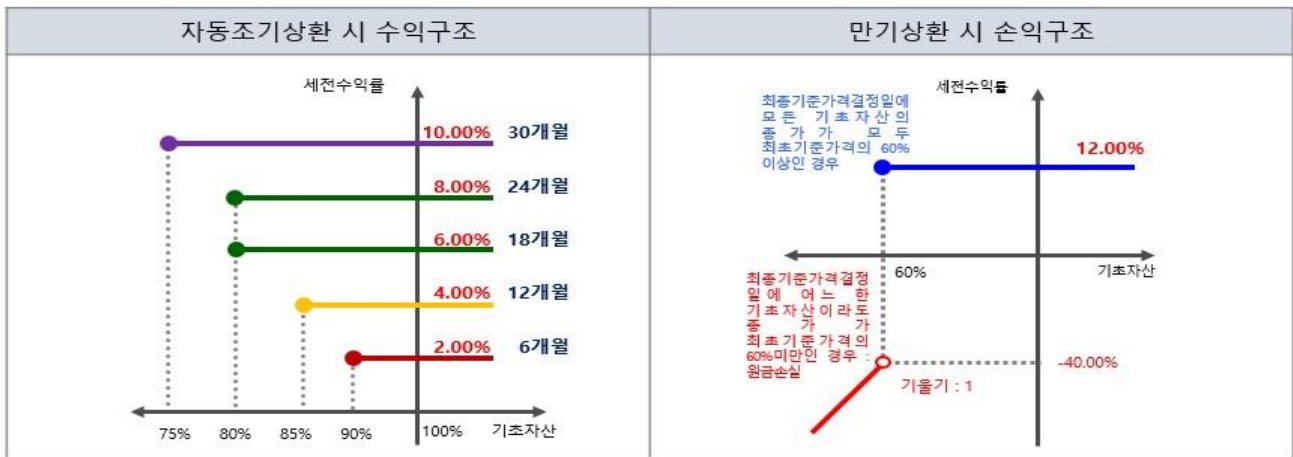 자동조기상환 시 수익구조
만기상환 시 손익구조
세전수익률
10.00% 30개월
8.00% 24개월
6.00% 18개월
4.00% 12개월
2.00% 6개월
75% 80% 85% 90% 100% 기초자산
세전수익률
최종기준가격결정일에
모든 기초자산의
종가가 모두
최초기준가격의 60%
이상인 경우
12.00%
60%
기초자산
최종기준가격결정
일에 어느 한
기초자산이라도
종가가
최초기준가격의
60%미만인 경우 :
원금손실
-40.00%
기울기 : 1